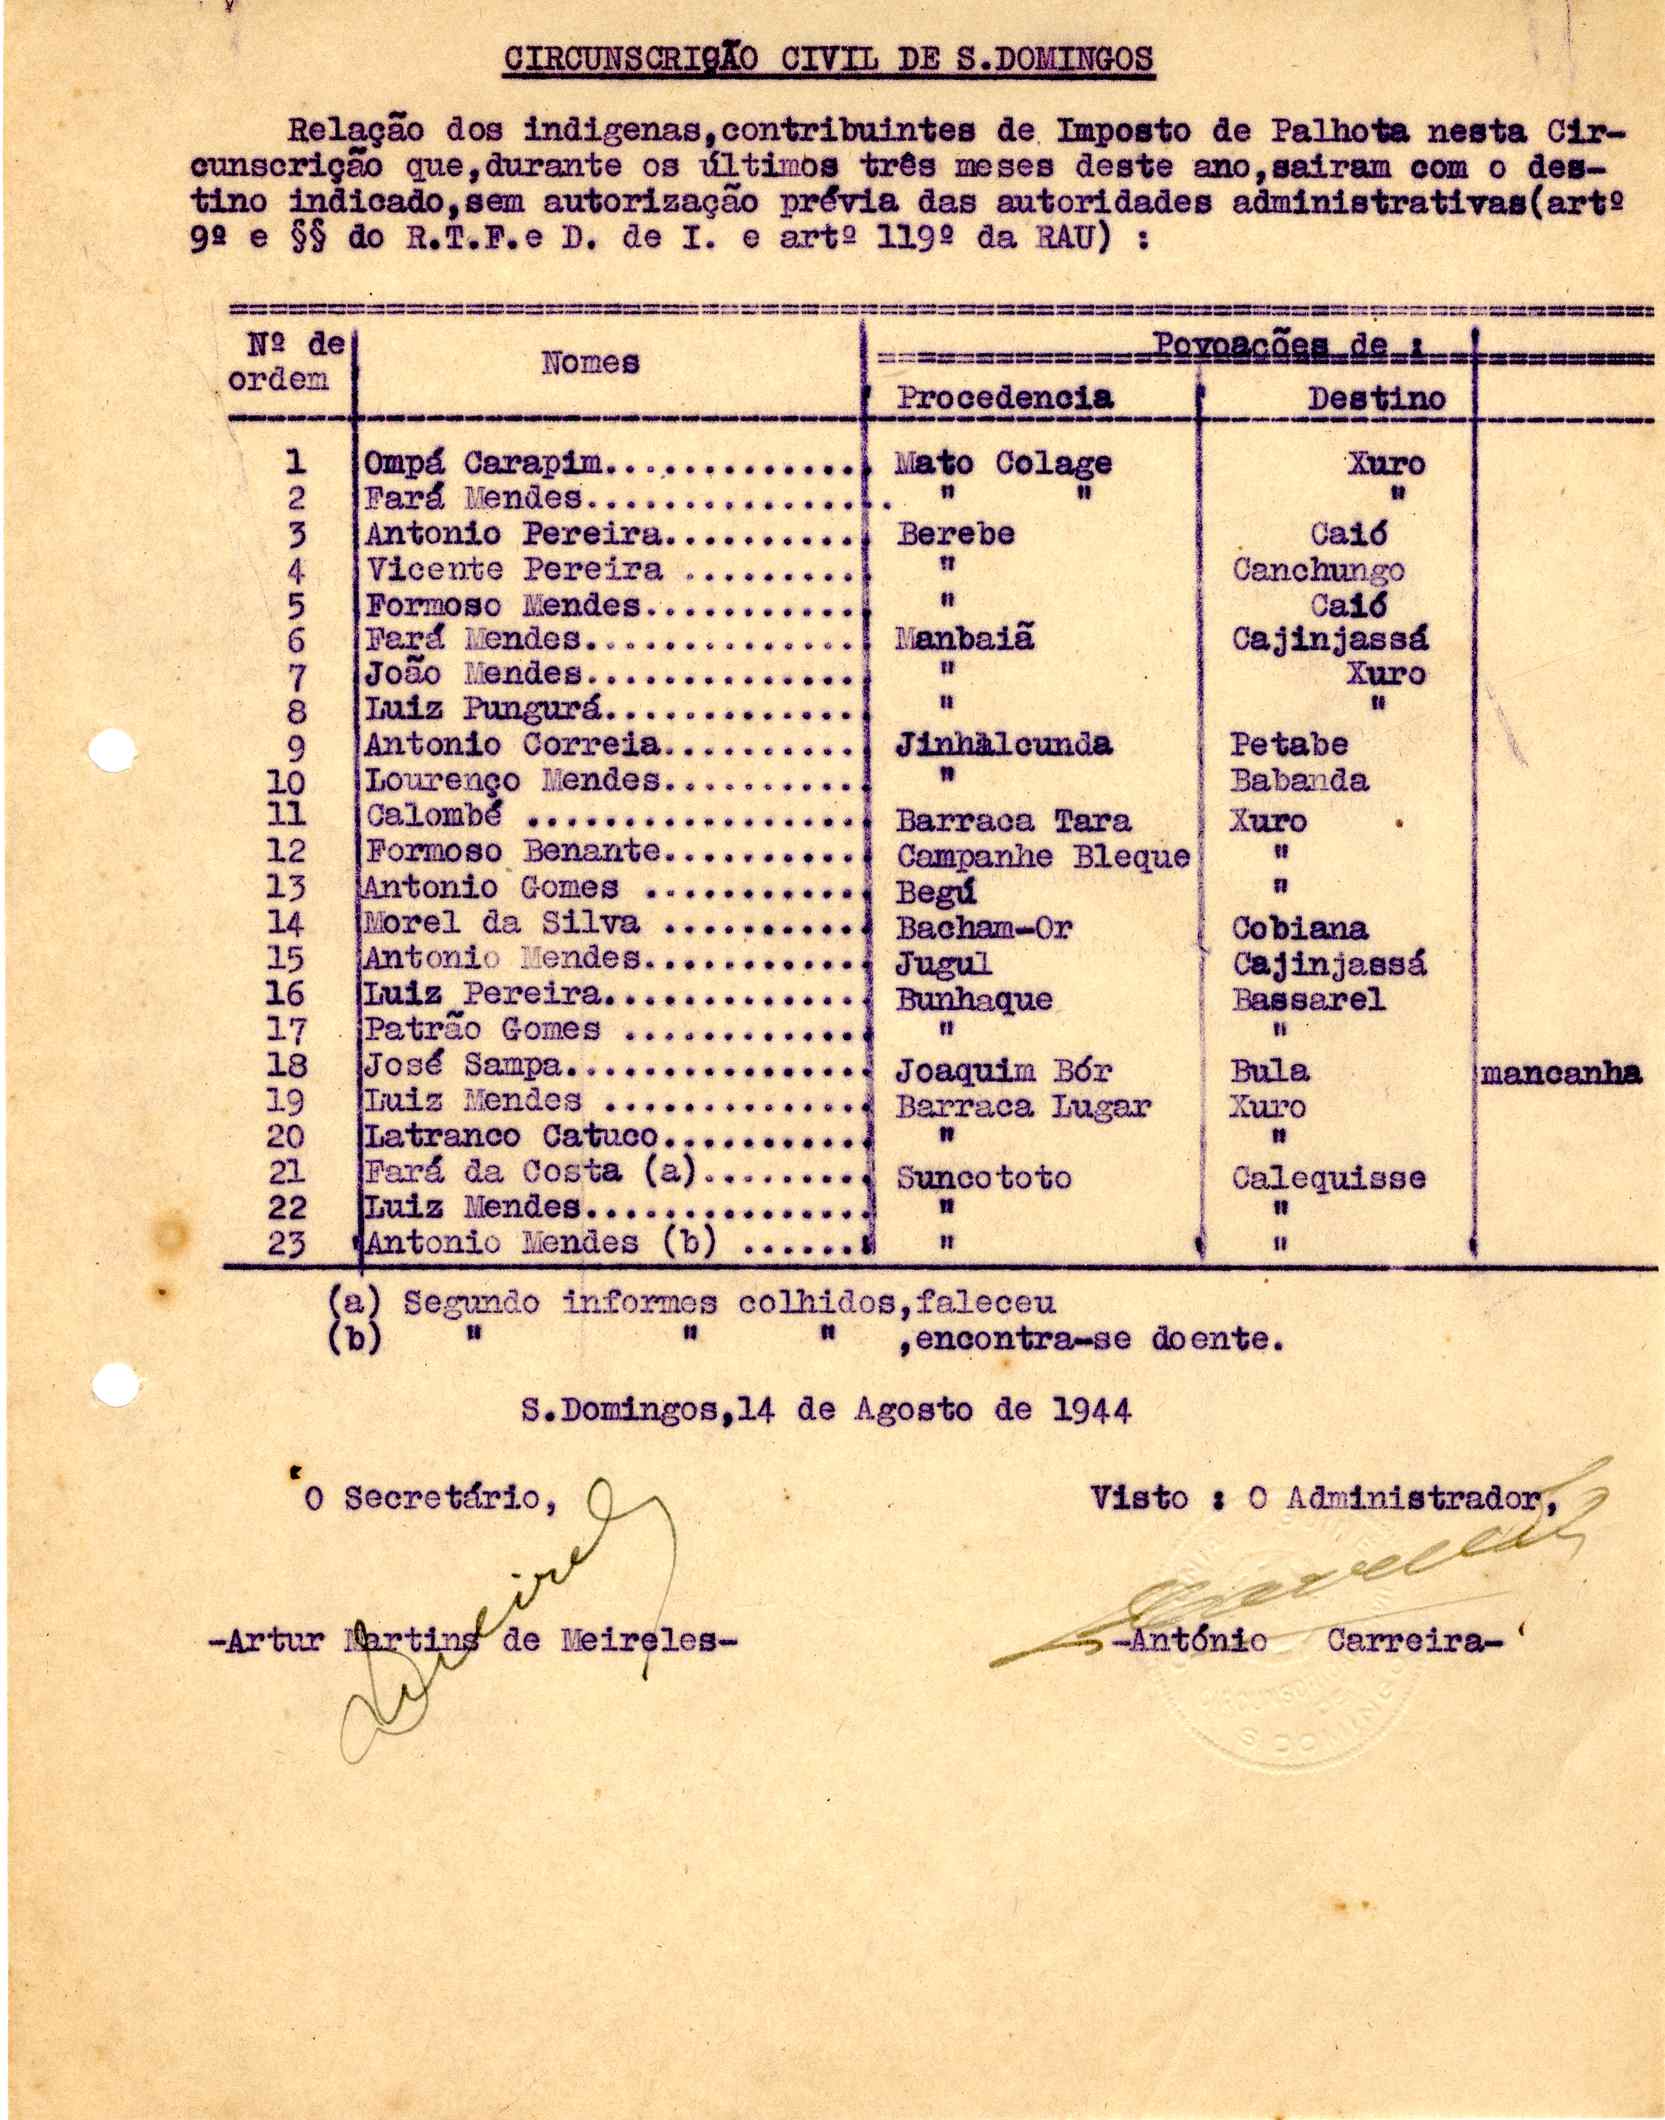 CIRCUNSCRIÇÃO CIVIL DE S.DOMINGOS
Relação dos indigenas,contribuintes de Imposto de Palhota nesta Cir-
cunscrição que,durante os últimos três meses deste ano,sairam com o des-
tino indicado,sem autorização prévia das autoridades administrativas(artº
9º e §§ do R.T.F.e D. de I. e artº 119º da RAU) :
Nº de ordem Nomes Povoações de :
Procedencia Destino
1 Ompá Carapim.............. Mato Colage Xuro
2 Fará Mendes................ " " "
3 Antonio Pereira........... Berebe Caió
4 Vicente Pereira .......... " Canchungo
5 Formoso Mendes............ " Caió
6 Fará Mendes............... Manbaiã Cajinjassá
7 João Mendes............... " Xuro
8 Luiz Pungurá.............. " "
9 Antonio Correia........... Jinhàlcunda Petabe
10 Lourenço Mendes........... " Babanda
11 Calombé .................. Barraca Tara Xuro
12 Formoso Benante........... Campanhe Bleque "
13 Antonio Gomes ............ Begú "
14 Morel da Silva ........... Bacham-Or Cobiana
15 Antonio Mendes............ Jugul Cajinjassá
16 Luiz Pereira.............. Bunhaque Bassarel
17 Patrão Gomes ............. " "
18 José Sampa................ Joaquim Bór Bula mancanha
19 Luiz Mendes .............. Barraca Lugar Xuro
20 Latranco Catuco........... " "
21 Fará da Costa (a)......... Suncototo Calequisse
22 Luiz Mendes............... " "
23 Antonio Mendes (b) ....... " "
(a) Segundo informes colhidos,faleceu
(b) " " " ,encontra-se doente.
S.Domingos,14 de Agosto de 1944
O Secretário, Visto : O Administrador,
Meireles
-Artur Martins de Meireles- -António Carreira-
S DOMINGOS